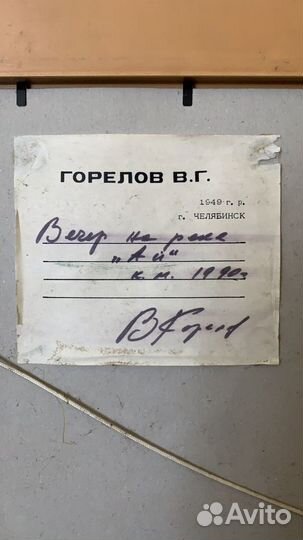 ГОРЕЛОВ В.Г.
1949 г. р.
г. ЧЕЛЯБИНСК
Вечер на реке
„Ай"
к.м. 1990г
Avito